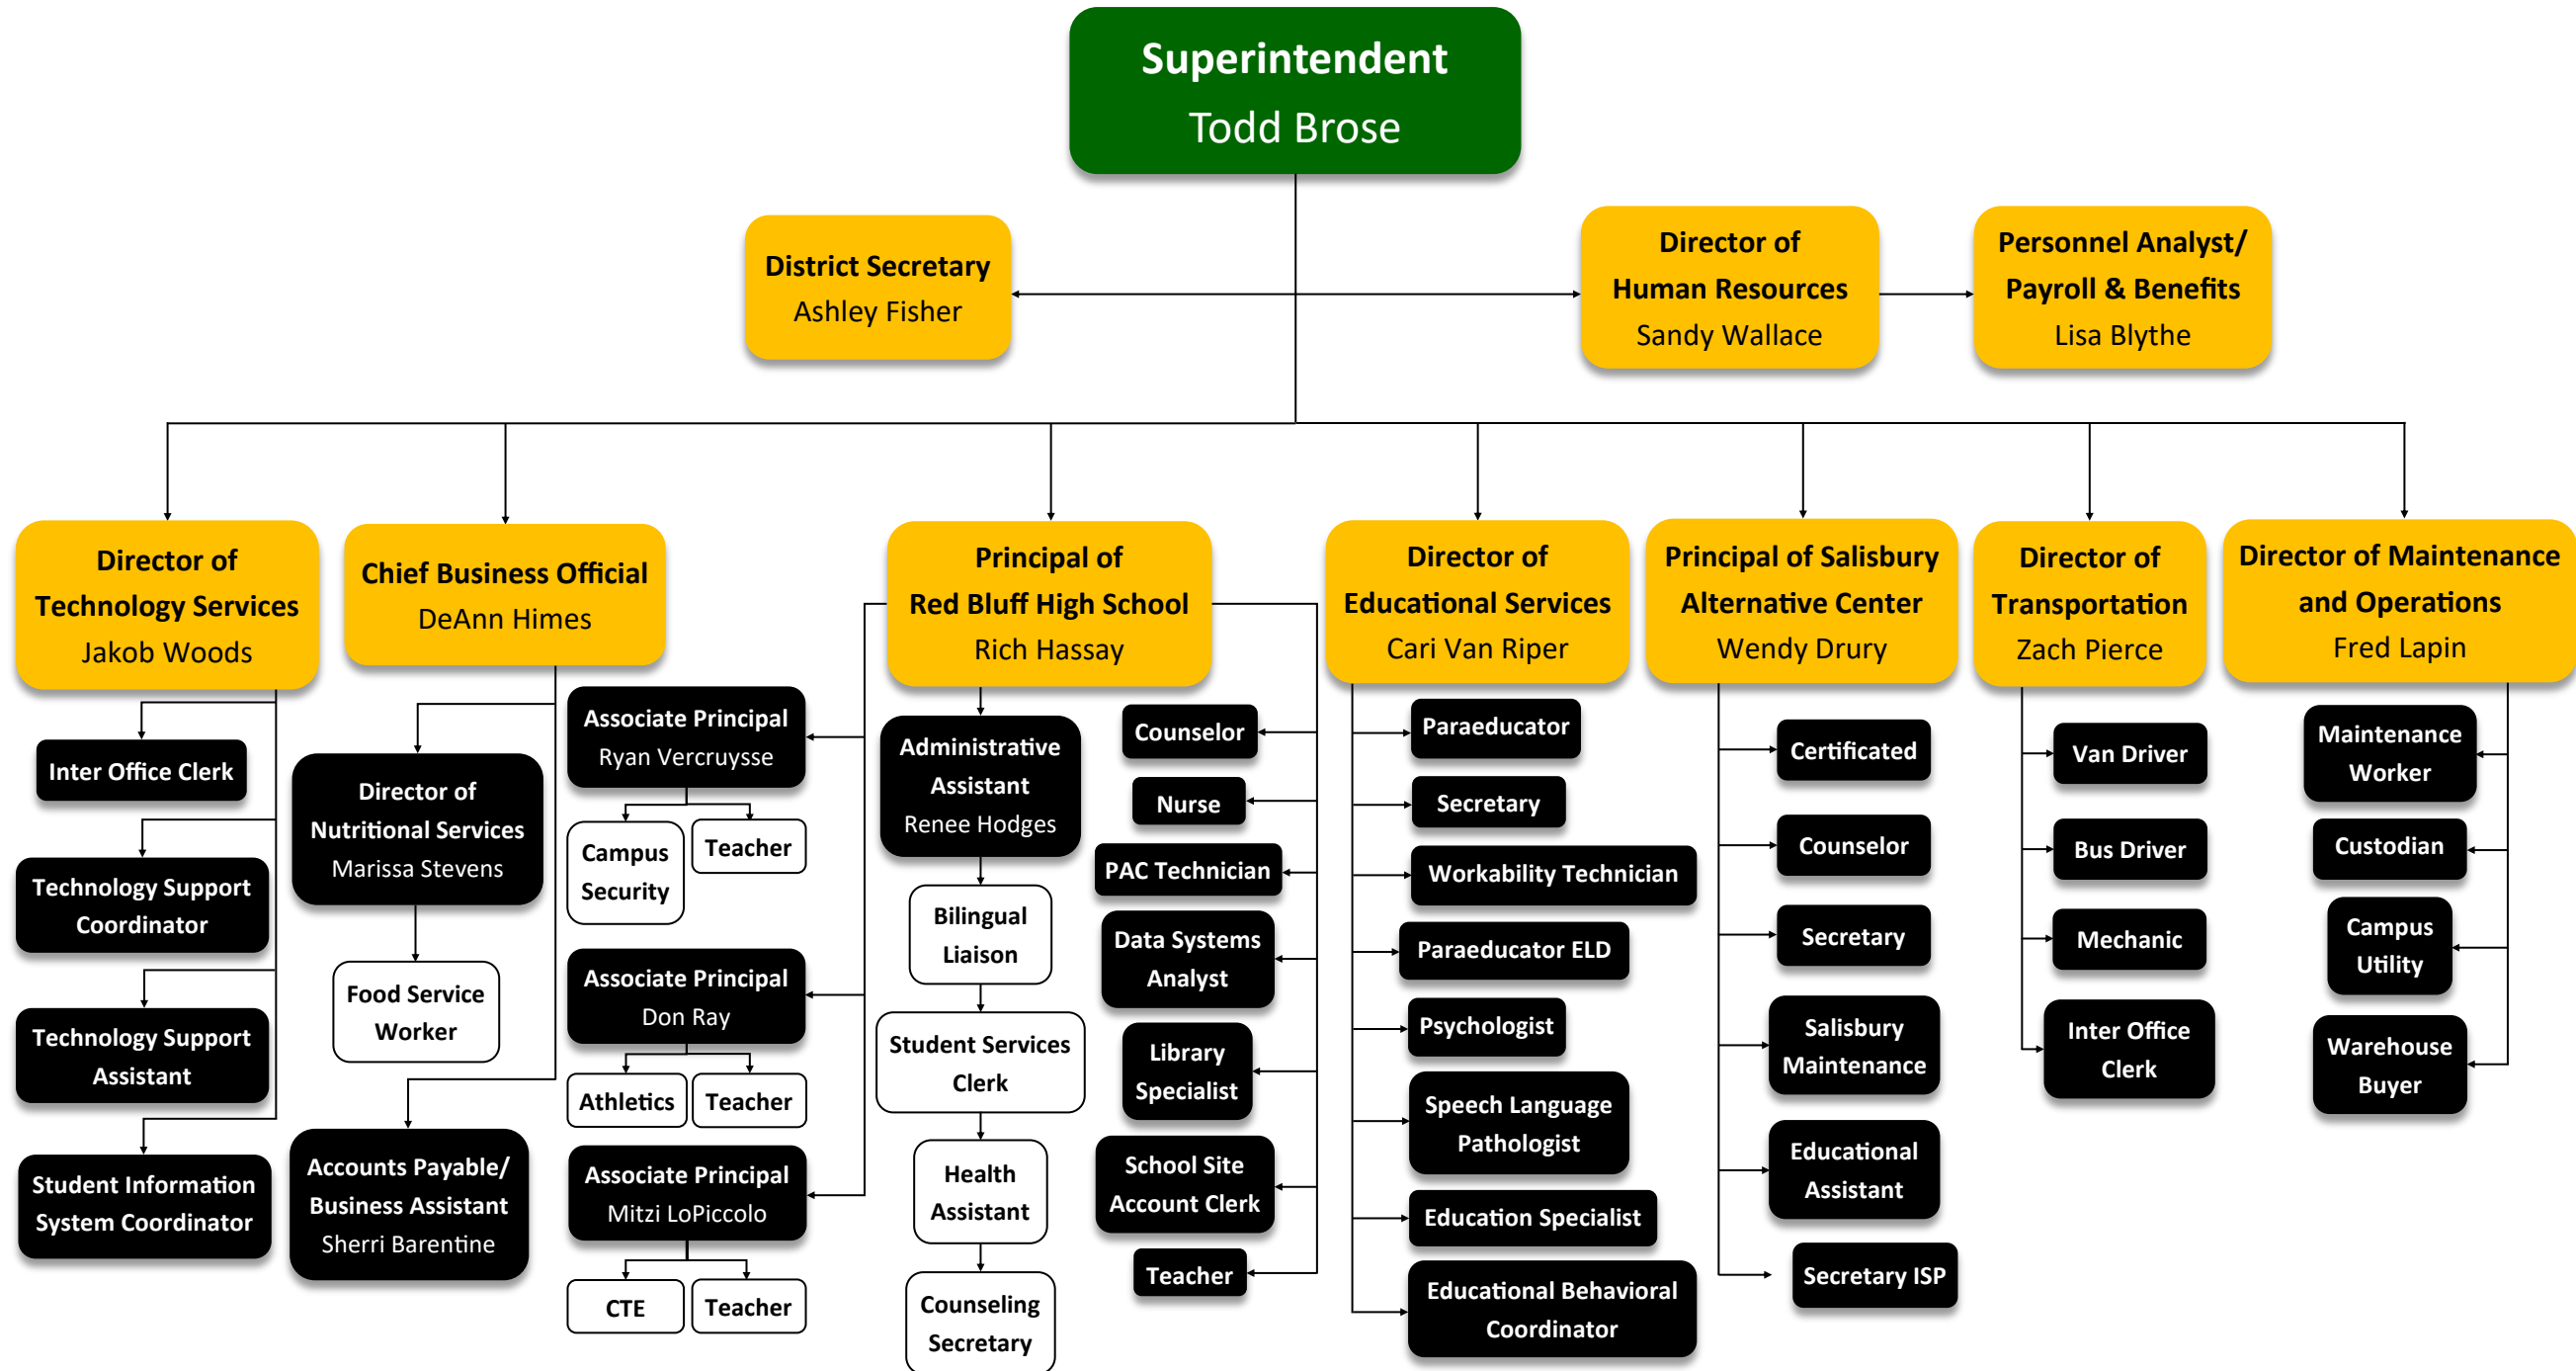 Superintendent
Todd Brose
District Secretary
Ashley Fisher
Director of
Human Resources
Sandy Wallace
Personnel Analyst/
Payroll & Benefits
Lisa Blythe
Director of
Technology Services
Jakob Woods
Inter Office Clerk
Technology Support
Coordinator
Technology Support
Assistant
Student Information
System Coordinator
Chief Business Official
DeAnn Himes
Director of
Nutritional Services
Marissa Stevens
Food Service
Worker
Accounts Payable/
Business Assistant
Sherri Barentine
Principal of
Red Bluff High School
Rich Hassay
Associate Principal
Ryan Vercruysse
Campus
Security
Teacher
Associate Principal
Don Ray
Athletics
Teacher
Associate Principal
Mitzi LoPiccolo
CTE
Teacher
Administrative
Assistant
Renee Hodges
Bilingual
Liaison
Student Services
Clerk
Health
Assistant
Counseling
Secretary
Counselor
Nurse
PAC Technician
Data Systems
Analyst
Library
Specialist
School Site
Account Clerk
Teacher
Director of
Educational Services
Cari Van Riper
Paraeducator
Secretary
Workability Technician
Paraeducator ELD
Psychologist
Speech Language
Pathologist
Education Specialist
Educational Behavioral
Coordinator
Principal of Salisbury
Alternative Center
Wendy Drury
Certificated
Counselor
Secretary
Salisbury
Maintenance
Educational
Assistant
Secretary ISP
Director of
Transportation
Zach Pierce
Van Driver
Bus Driver
Mechanic
Inter Office
Clerk
Director of Maintenance
and Operations
Fred Lapin
Maintenance
Worker
Custodian
Campus
Utility
Warehouse
Buyer